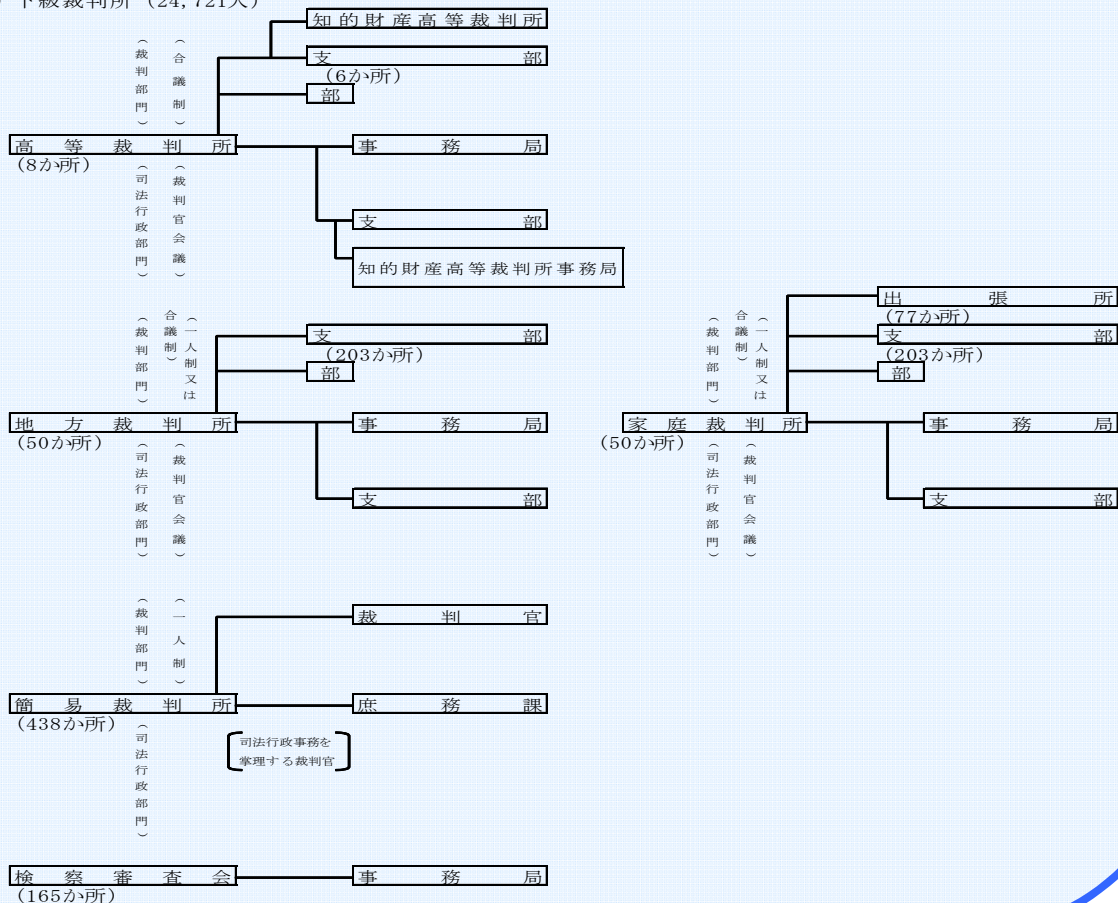 下級裁判所 (24,721人)
知的財産高等裁判所
(裁判部門)
(合議制)
支部
(6か所)
部
高等裁判所
(8か所)
事務局
(司法行政部門)
(裁判官会議)
支部
知的財産高等裁判所事務局
(裁判部門)
(一人制又は
合議制)
支部
(203か所)
部
地方裁判所
(50か所)
事務局
(司法行政部門)
(裁判官会議)
支部
出張所
(77か所)
(裁判部門)
(一人制又は
合議制)
支部
(203か所)
部
家庭裁判所
(50か所)
事務局
(司法行政部門)
(裁判官会議)
支部
(裁判部門)
(一人制)
裁判官
簡易裁判所
(438か所)
庶務課
(司法行政部門)
司法行政事務を
掌理する裁判官
検察審査会
(165か所)
事務局